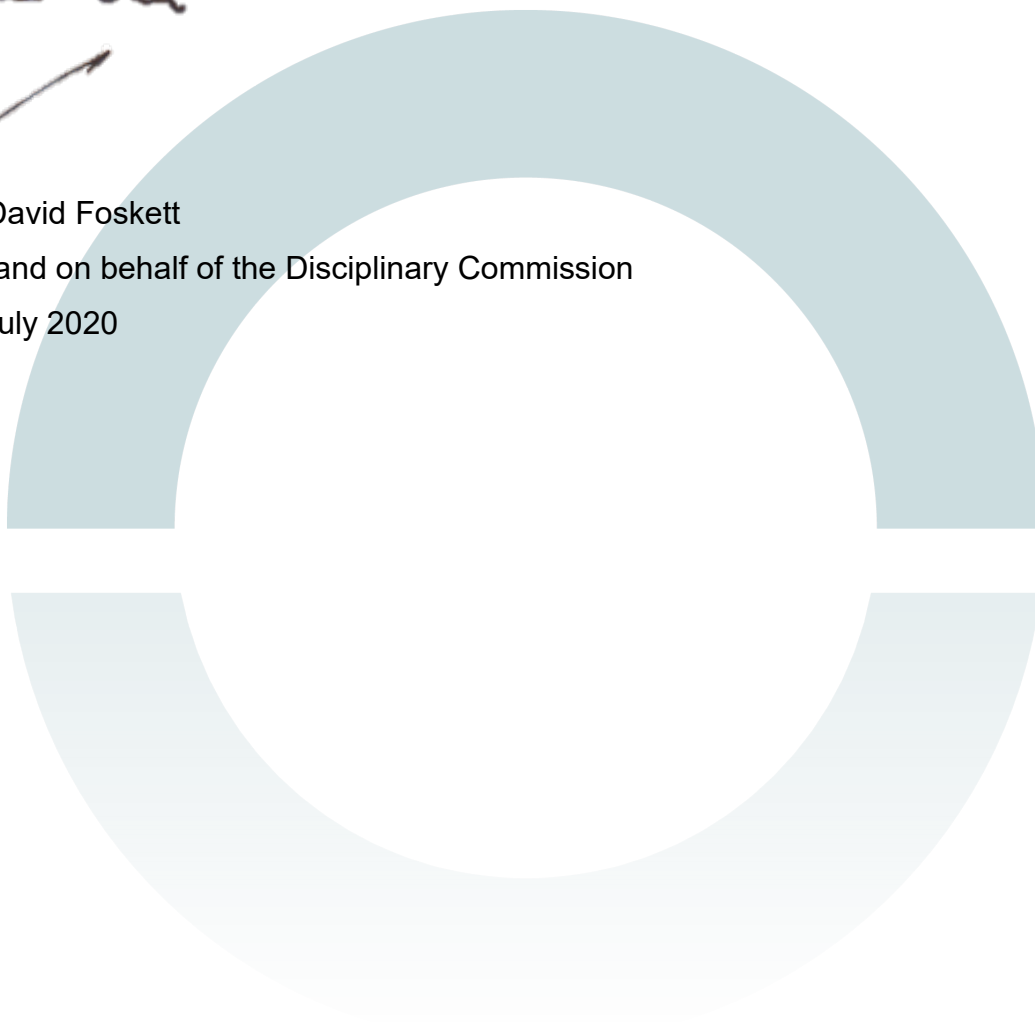 David Foskett
and on behalf of the Disciplinary Commission
uly 2020